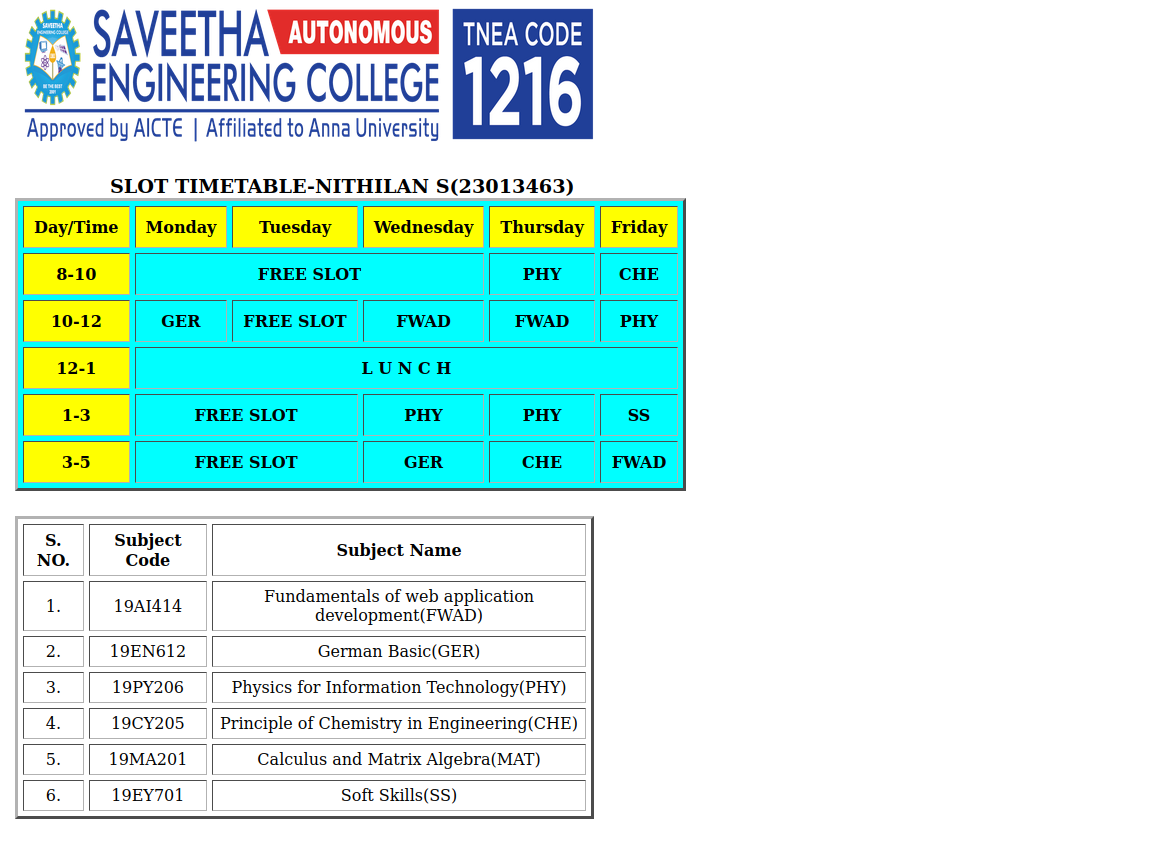 SAVEETHA
ENGINEERING COLLEGE
BE THE BEST
SAVEETHA AUTONOMOUS
ENGINEERING COLLEGE
Approved by AICTE | Affiliated to Anna University
TNEA CODE
1216
SLOT TIMETABLE-NITHILAN S(23013463)
Day/Time Monday Tuesday Wednesday Thursday Friday
8-10 FREE SLOT PHY CHE
10-12 GER FREE SLOT FWAD FWAD PHY
12-1 L U N C H
1-3 FREE SLOT PHY PHY SS
3-5 FREE SLOT GER CHE FWAD
S. NO. Subject Code Subject Name
1. 19AI414 Fundamentals of web application development(FWAD)
2. 19EN612 German Basic(GER)
3. 19PY206 Physics for Information Technology(PHY)
4. 19CY205 Principle of Chemistry in Engineering(CHE)
5. 19MA201 Calculus and Matrix Algebra(MAT)
6. 19EY701 Soft Skills(SS)